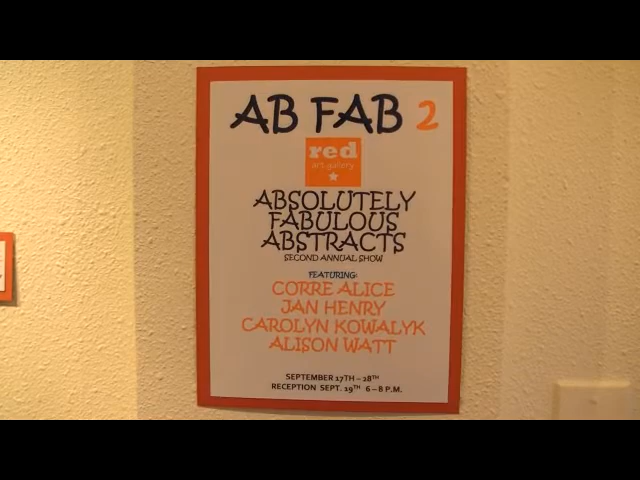 AB FAB 2
red
art gallery
ABSOLUTELY
FABULOUS
ABSTRACTS
SECOND ANNUAL SHOW
FEATURING:
CORRE ALICE
JAN HENRY
CAROLYN KOWALYK
ALISON WATT
SEPTEMBER 17TH – 28TH
RECEPTION SEPT. 19TH 6 – 8 P.M.